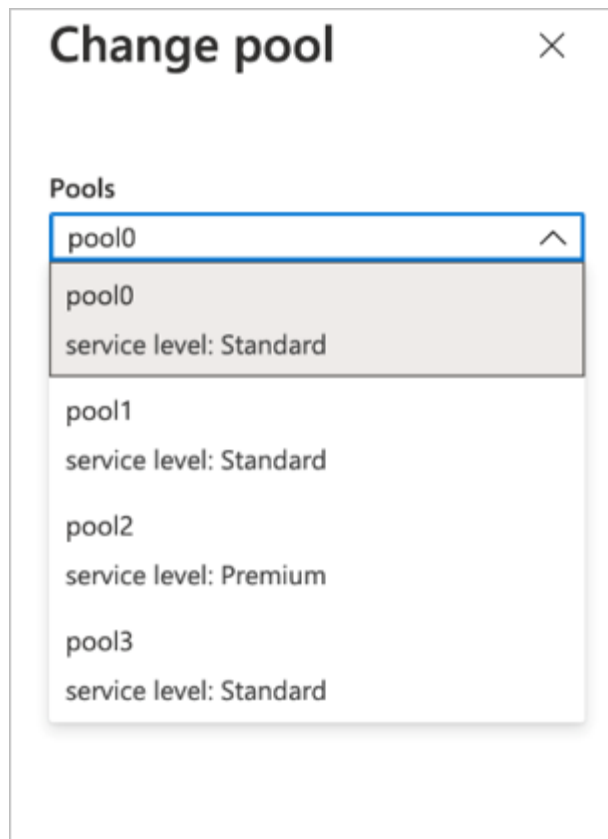 Change pool
Pools
pool0
pool0
service level: Standard
pool1
service level: Standard
pool2
service level: Premium
pool3
service level: Standard